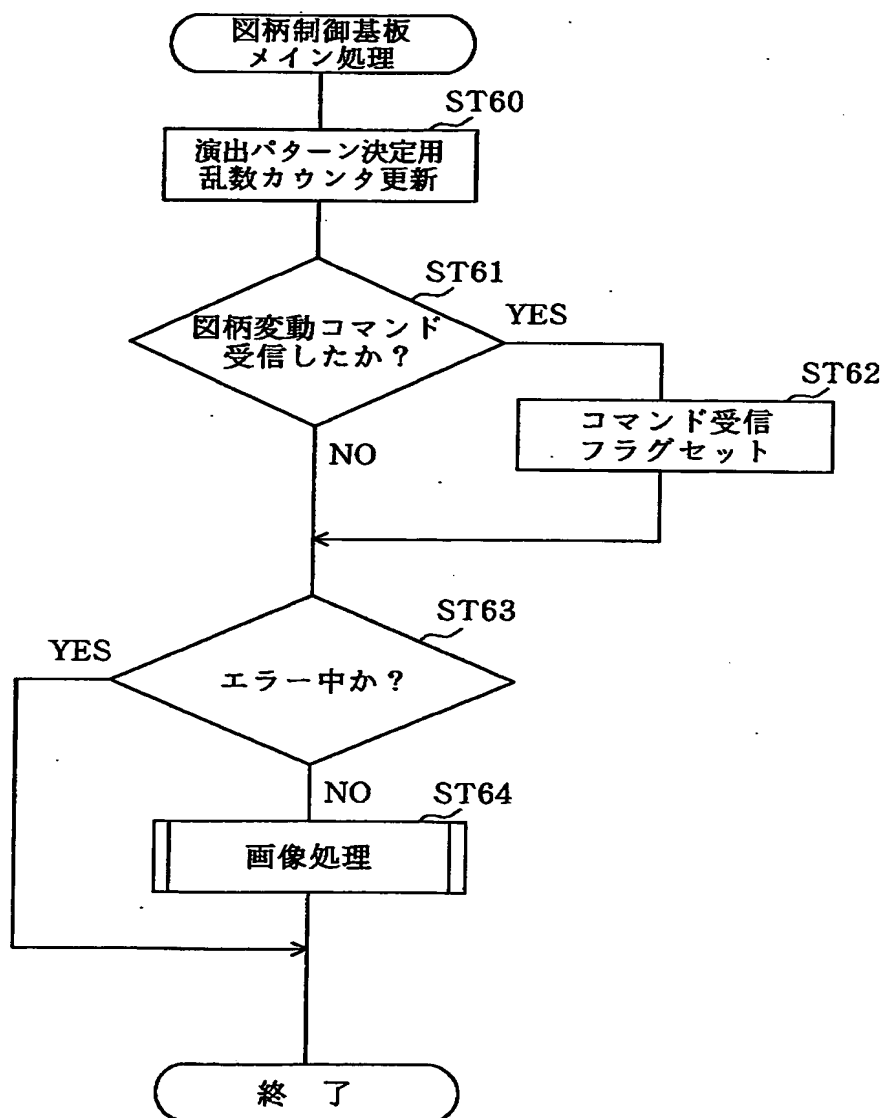 図柄制御基板
メイン処理
ST60
演出パターン決定用
乱数カウンタ更新
ST61
図柄変動コマンド
受信したか？
YES
ST62
コマンド受信
フラグセット
NO
ST63
YES
エラー中か？
NO
ST64
画像処理
終 了